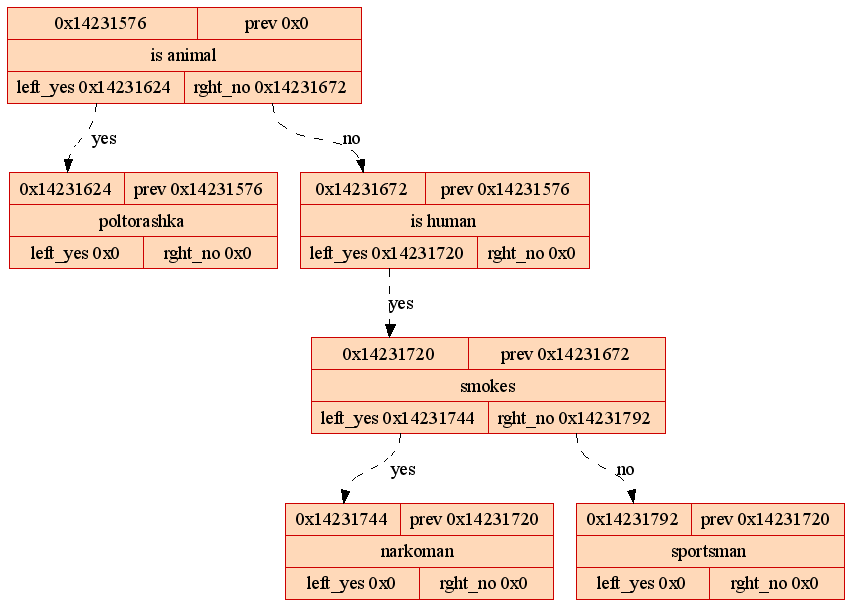 0x14231576 prev 0x0
is animal
left_yes 0x14231624 rght_no 0x14231672
yes no
0x14231624 prev 0x14231576 0x14231672 prev 0x14231576
poltorashka is human
left_yes 0x0 rght_no 0x0 left_yes 0x14231720 rght_no 0x0
yes
0x14231720 prev 0x14231672
smokes
left_yes 0x14231744 rght_no 0x14231792
yes no
0x14231744 prev 0x14231720 0x14231792 prev 0x14231720
narkoman sportsman
left_yes 0x0 rght_no 0x0 left_yes 0x0 rght_no 0x0